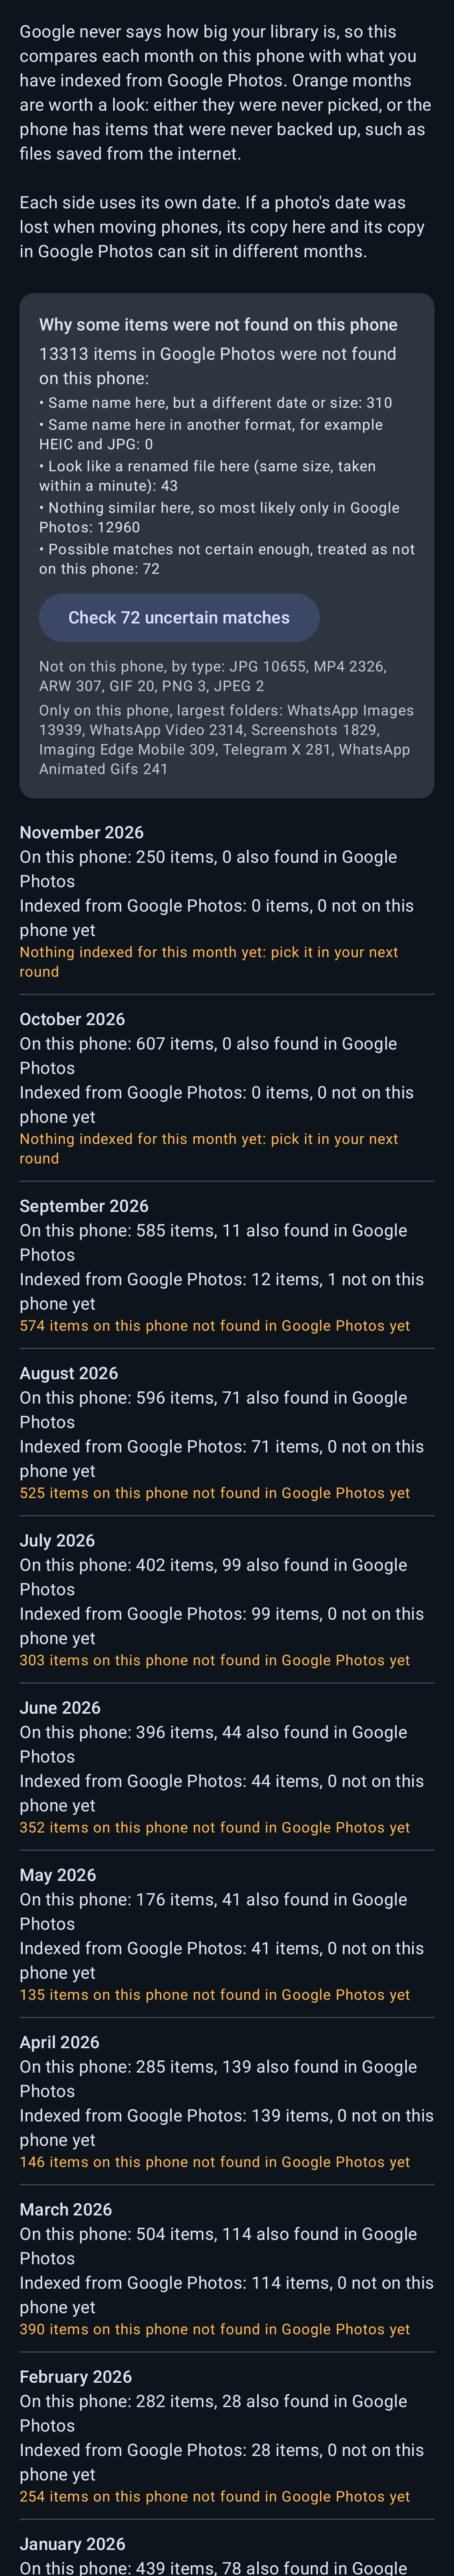 Google never says how big your library is, so this
compares each month on this phone with what you
have indexed from Google Photos. Orange months
are worth a look: either they were never picked, or the
phone has items that were never backed up, such as
files saved from the internet.
Each side uses its own date. If a photo's date was
lost when moving phones, its copy here and its copy
in Google Photos can sit in different months.
Why some items were not found on this phone
13313 items in Google Photos were not found
on this phone:
• Same name here, but a different date or size: 310
• Same name here in another format, for example
HEIC and JPG: 0
• Look like a renamed file here (same size, taken
within a minute): 43
• Nothing similar here, so most likely only in Google
Photos: 12960
• Possible matches not certain enough, treated as not
on this phone: 72
Check 72 uncertain matches
Not on this phone, by type: JPG 10655, MP4 2326,
ARW 307, GIF 20, PNG 3, JPEG 2
Only on this phone, largest folders: WhatsApp Images
13939, WhatsApp Video 2314, Screenshots 1829,
Imaging Edge Mobile 309, Telegram X 281, WhatsApp
Animated Gifs 241
November 2026
On this phone: 250 items, 0 also found in Google
Photos
Indexed from Google Photos: 0 items, 0 not on this
phone yet
Nothing indexed for this month yet: pick it in your next
round
October 2026
On this phone: 607 items, 0 also found in Google
Photos
Indexed from Google Photos: 0 items, 0 not on this
phone yet
Nothing indexed for this month yet: pick it in your next
round
September 2026
On this phone: 585 items, 11 also found in Google
Photos
Indexed from Google Photos: 12 items, 1 not on this
phone yet
574 items on this phone not found in Google Photos yet
August 2026
On this phone: 596 items, 71 also found in Google
Photos
Indexed from Google Photos: 71 items, 0 not on this
phone yet
525 items on this phone not found in Google Photos yet
July 2026
On this phone: 402 items, 99 also found in Google
Photos
Indexed from Google Photos: 99 items, 0 not on this
phone yet
303 items on this phone not found in Google Photos yet
June 2026
On this phone: 396 items, 44 also found in Google
Photos
Indexed from Google Photos: 44 items, 0 not on this
phone yet
352 items on this phone not found in Google Photos yet
May 2026
On this phone: 176 items, 41 also found in Google
Photos
Indexed from Google Photos: 41 items, 0 not on this
phone yet
135 items on this phone not found in Google Photos yet
April 2026
On this phone: 285 items, 139 also found in Google
Photos
Indexed from Google Photos: 139 items, 0 not on this
phone yet
146 items on this phone not found in Google Photos yet
March 2026
On this phone: 504 items, 114 also found in Google
Photos
Indexed from Google Photos: 114 items, 0 not on this
phone yet
390 items on this phone not found in Google Photos yet
February 2026
On this phone: 282 items, 28 also found in Google
Photos
Indexed from Google Photos: 28 items, 0 not on this
phone yet
254 items on this phone not found in Google Photos yet
January 2026
On this phone: 439 items, 78 also found in Google